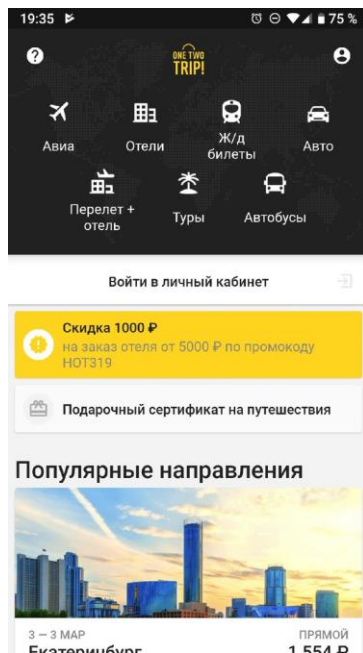 19:35
75 %
ONE TWO
TRIP!
Авиа
Отели
Ж/д
билеты
Авто
Перелет +
отель
Туры
Автобусы
Войти в личный кабинет
Скидка 1000 ₽
на заказ отеля от 5000 ₽ по промокоду
HOT319
Подарочный сертификат на путешествия
Популярные направления
3 — 3 МАР
ПРЯМОЙ
Екатеринбург
1 554 ₽